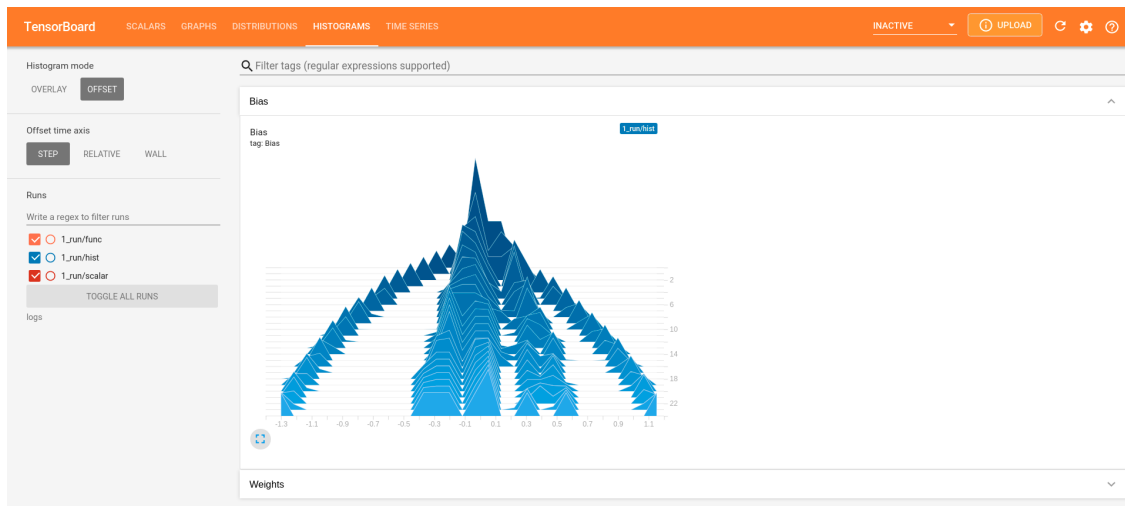 TensorBoard SCALARS GRAPHS DISTRIBUTIONS HISTOGRAMS TIME SERIES INACTIVE UPLOAD
Histogram mode
OVERLAY OFFSET
Offset time axis
STEP RELATIVE WALL
Runs
Write a regex to filter runs
1_run/func
1_run/hist
1_run/scalar
TOGGLE ALL RUNS
logs
Filter tags (regular expressions supported)
Bias
Bias
tag: Bias
1_run/hist
2
6
10
14
18
22
-1.3 -1.1 -0.9 -0.7 -0.5 -0.3 -0.1 0.1 0.3 0.5 0.7 0.9 1.1
Weights